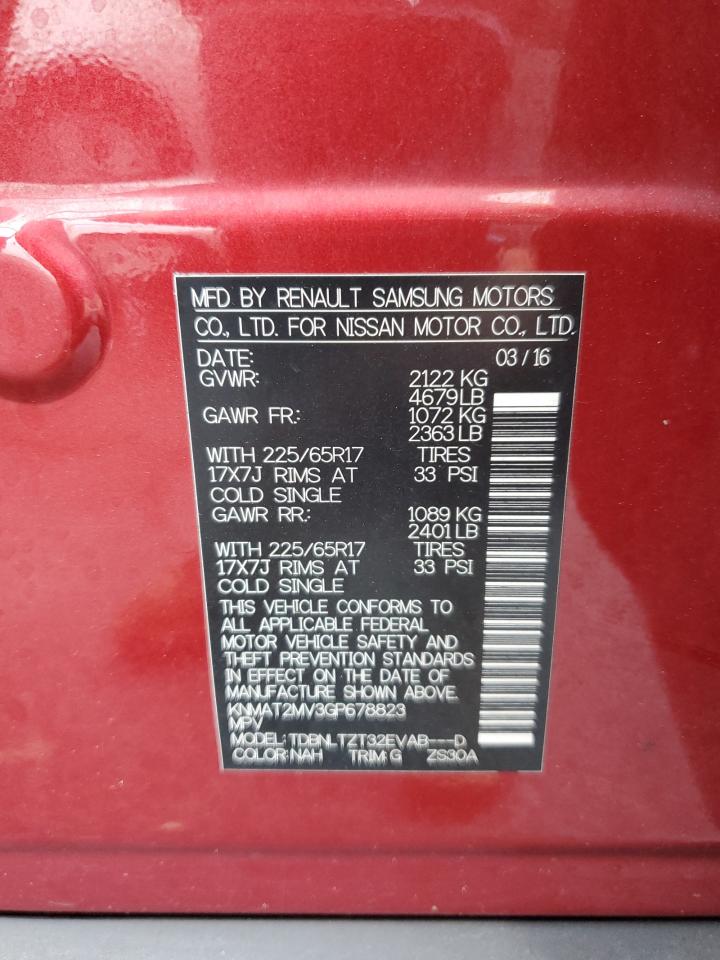 MFD BY RENAULT SAMSUNG MOTORS
CO., LTD. FOR NISSAN MOTOR CO., LTD.
DATE: 03 / 16
GVWR: 2122 KG
4679 LB
GAWR FR: 1072 KG
2363 LB
WITH 225/65R17 TIRES
17X7J RIMS AT 33 PSI
COLD SINGLE
GAWR RR: 1089 KG
2401 LB
WITH 225/65R17 TIRES
17X7J RIMS AT 33 PSI
COLD SINGLE
THIS VEHICLE CONFORMS TO
ALL APPLICABLE FEDERAL
MOTOR VEHICLE SAFETY AND
THEFT PREVENTION STANDARDS
IN EFFECT ON THE DATE OF
MANUFACTURE SHOWN ABOVE.
KNMAT2MV3GP678823
MPV
MODEL: TDBNLTZT32EVAB---D
COLOR: NAH TRIM: G ZS30A